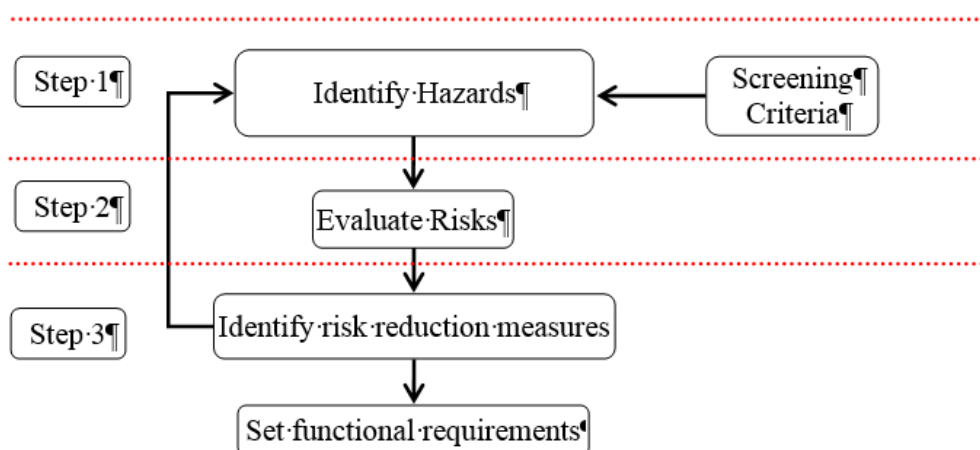 Step·1¶
Identify·Hazards¶
Screening¶
Criteria¶
Step·2¶
Evaluate·Risks¶
Step·3¶
Identify·risk·reduction·measures
Set·functional·requirements¶